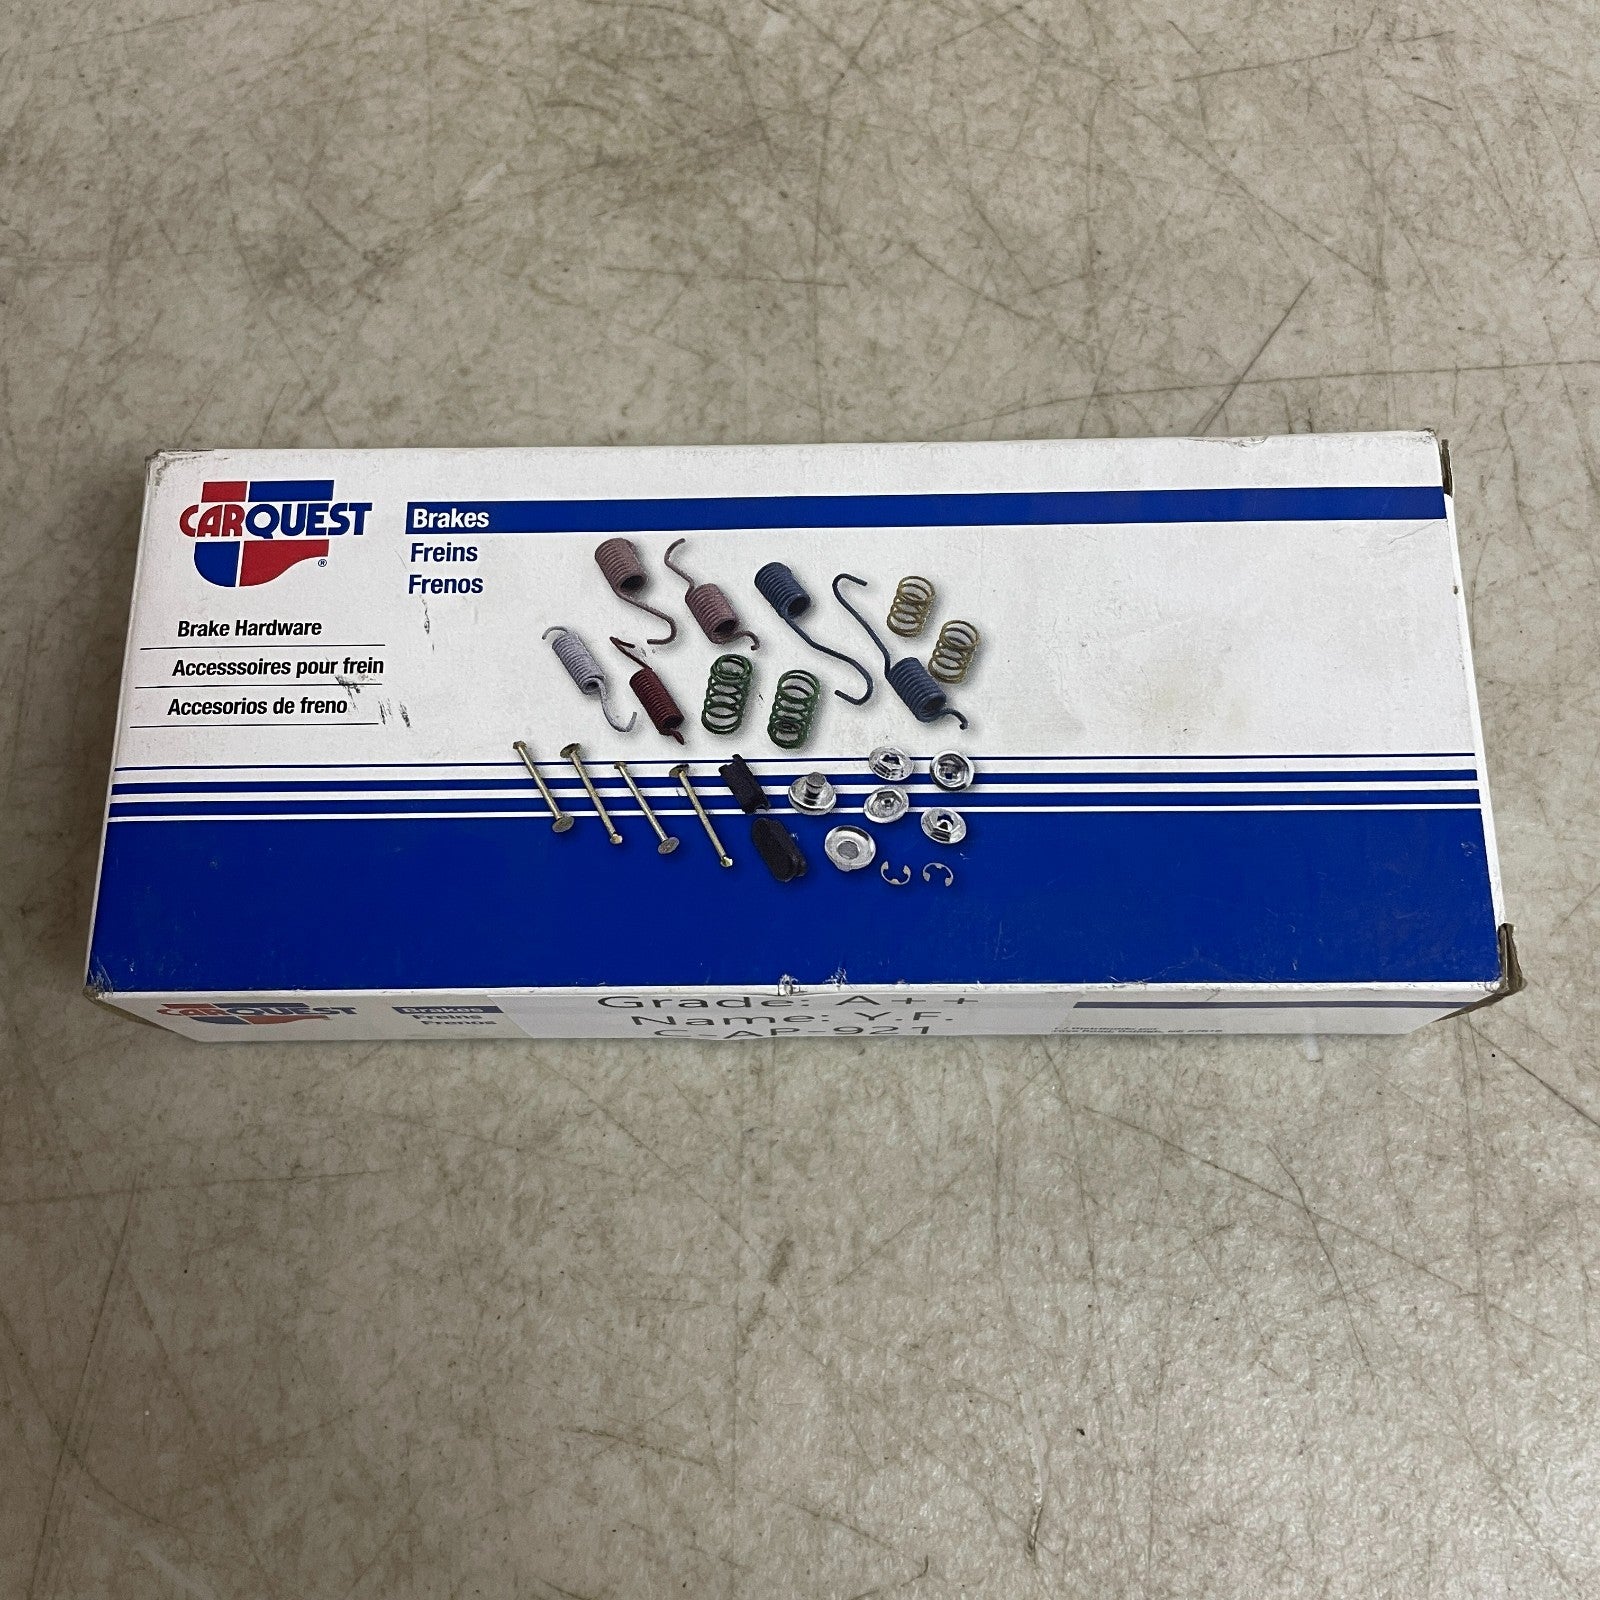 CARQUEST
®
Brakes
Freins
Frenos
Brake Hardware
Accesssoires pour frein
Accesorios de freno
CARQUEST
Brakes
Freins
Frenos
Grade: A++
Name: Y.F.
C-AP-921